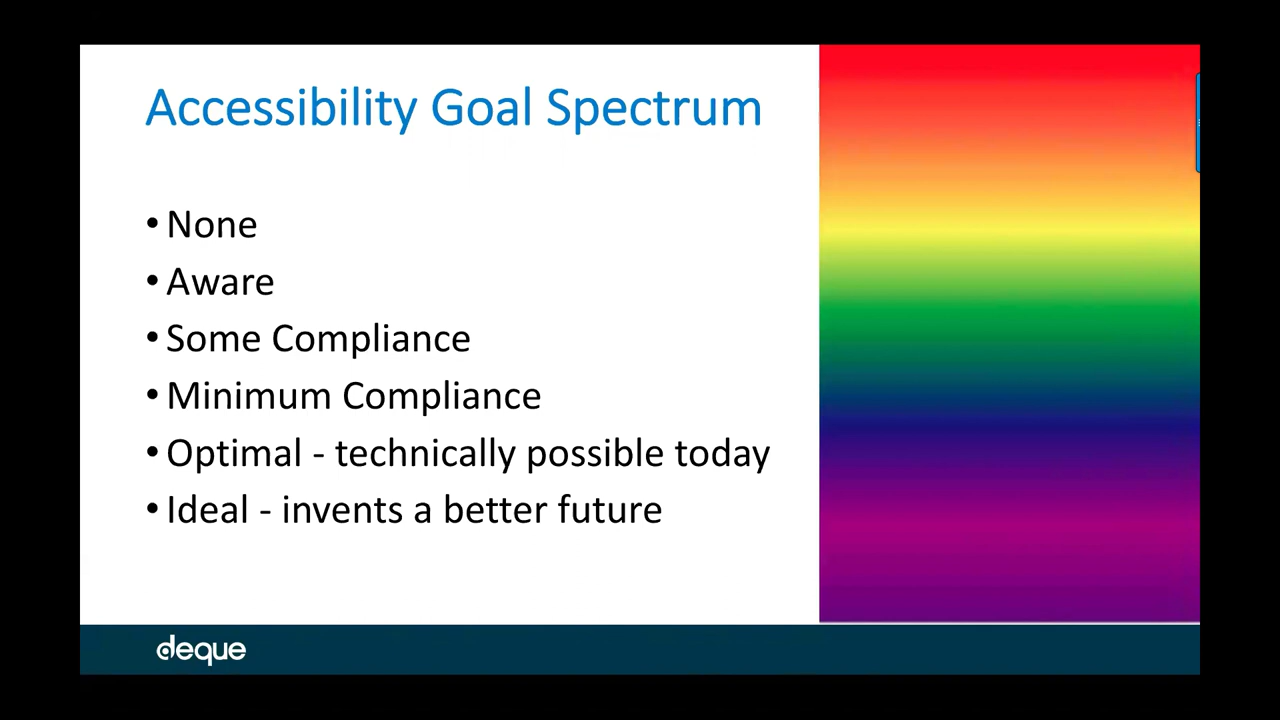 Accessibility Goal Spectrum
• None
• Aware
• Some Compliance
• Minimum Compliance
• Optimal - technically possible today
• Ideal - invents a better future
deque